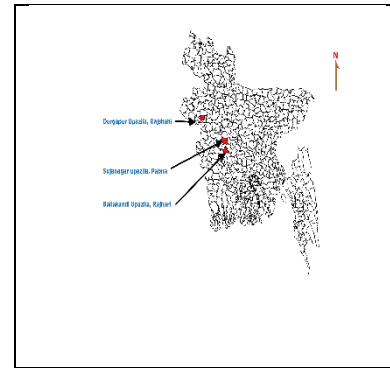 N
Durgapur Upazila, Rajshahi
Sujanagar upazila, Pabna
Baliakandi Upazila, Rajbari